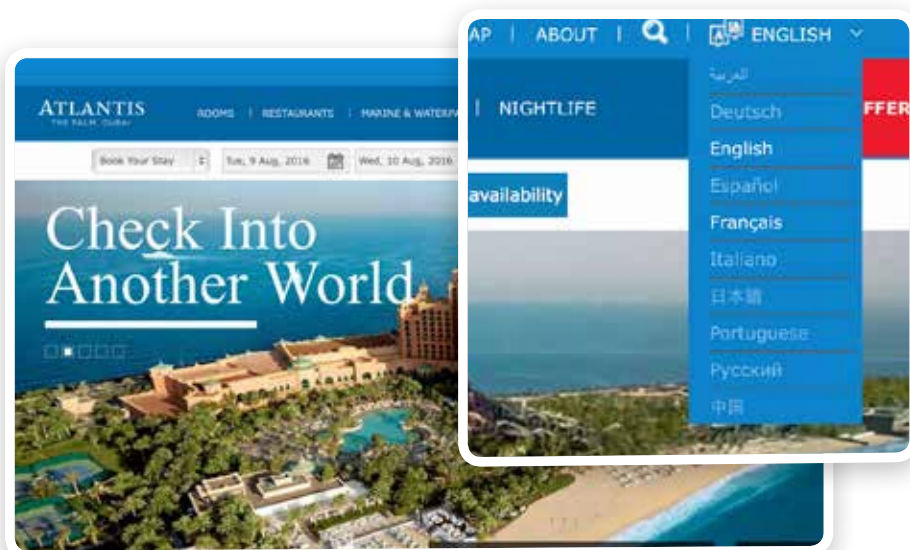 ATLANTIS
THE PALM, DUBAI
ROOMS | RESTAURANTS | MARINE & WATERPA
Book Your Stay
Tue, 9 Aug, 2016
Wed, 10 Aug, 2016
Check Into
Another World
AP | ABOUT | | ENGLISH
| NIGHTLIFE
FFER
availability
العربية
Deutsch
English
Español
Français
Italiano
日本語
Portuguese
Русский
中国